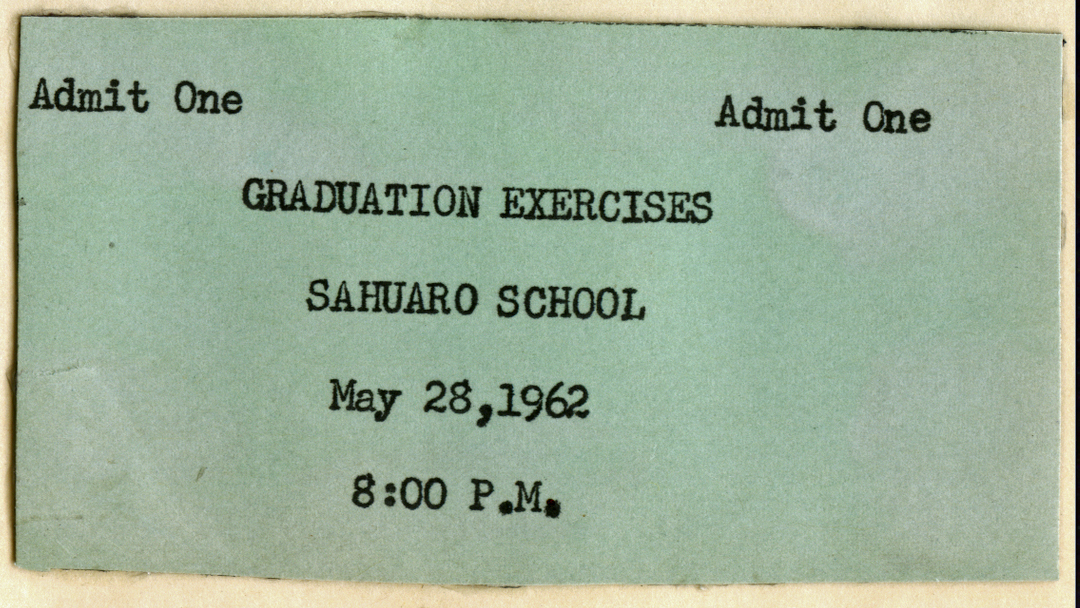 Admit One Admit One
GRADUATION EXERCISES
SAHUARO SCHOOL
May 28,1962
8:00 P.M.